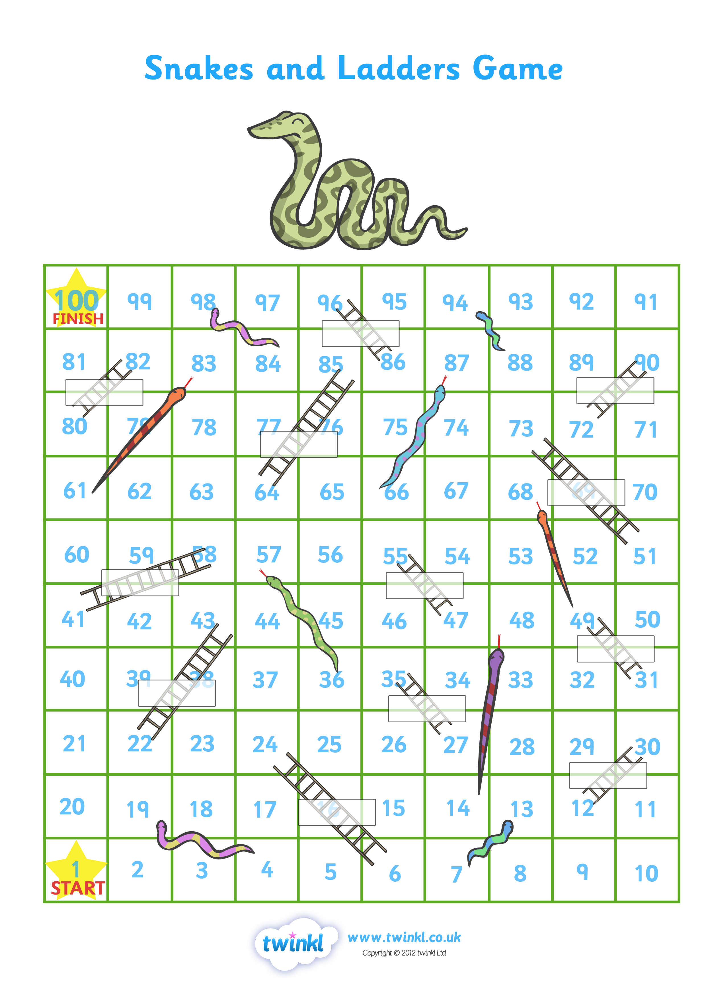 Snakes and Ladders Game
100 99 98 97 96 95 94 93 92 91
FINISH
81 82 83 84 85 86 87 88 89 90
80 79 78 77 76 75 74 73 72 71
61 62 63 64 65 66 67 68 69 70
60 59 58 57 56 55 54 53 52 51
41 42 43 44 45 46 47 48 49 50
40 39 38 37 36 35 34 33 32 31
21 22 23 24 25 26 27 28 29 30
20 19 18 17 16 15 14 13 12 11
1 2 3 4 5 6 7 8 9 10
START
twinkl
www.twinkl.co.uk
Copyright © 2012 twinkl Ltd